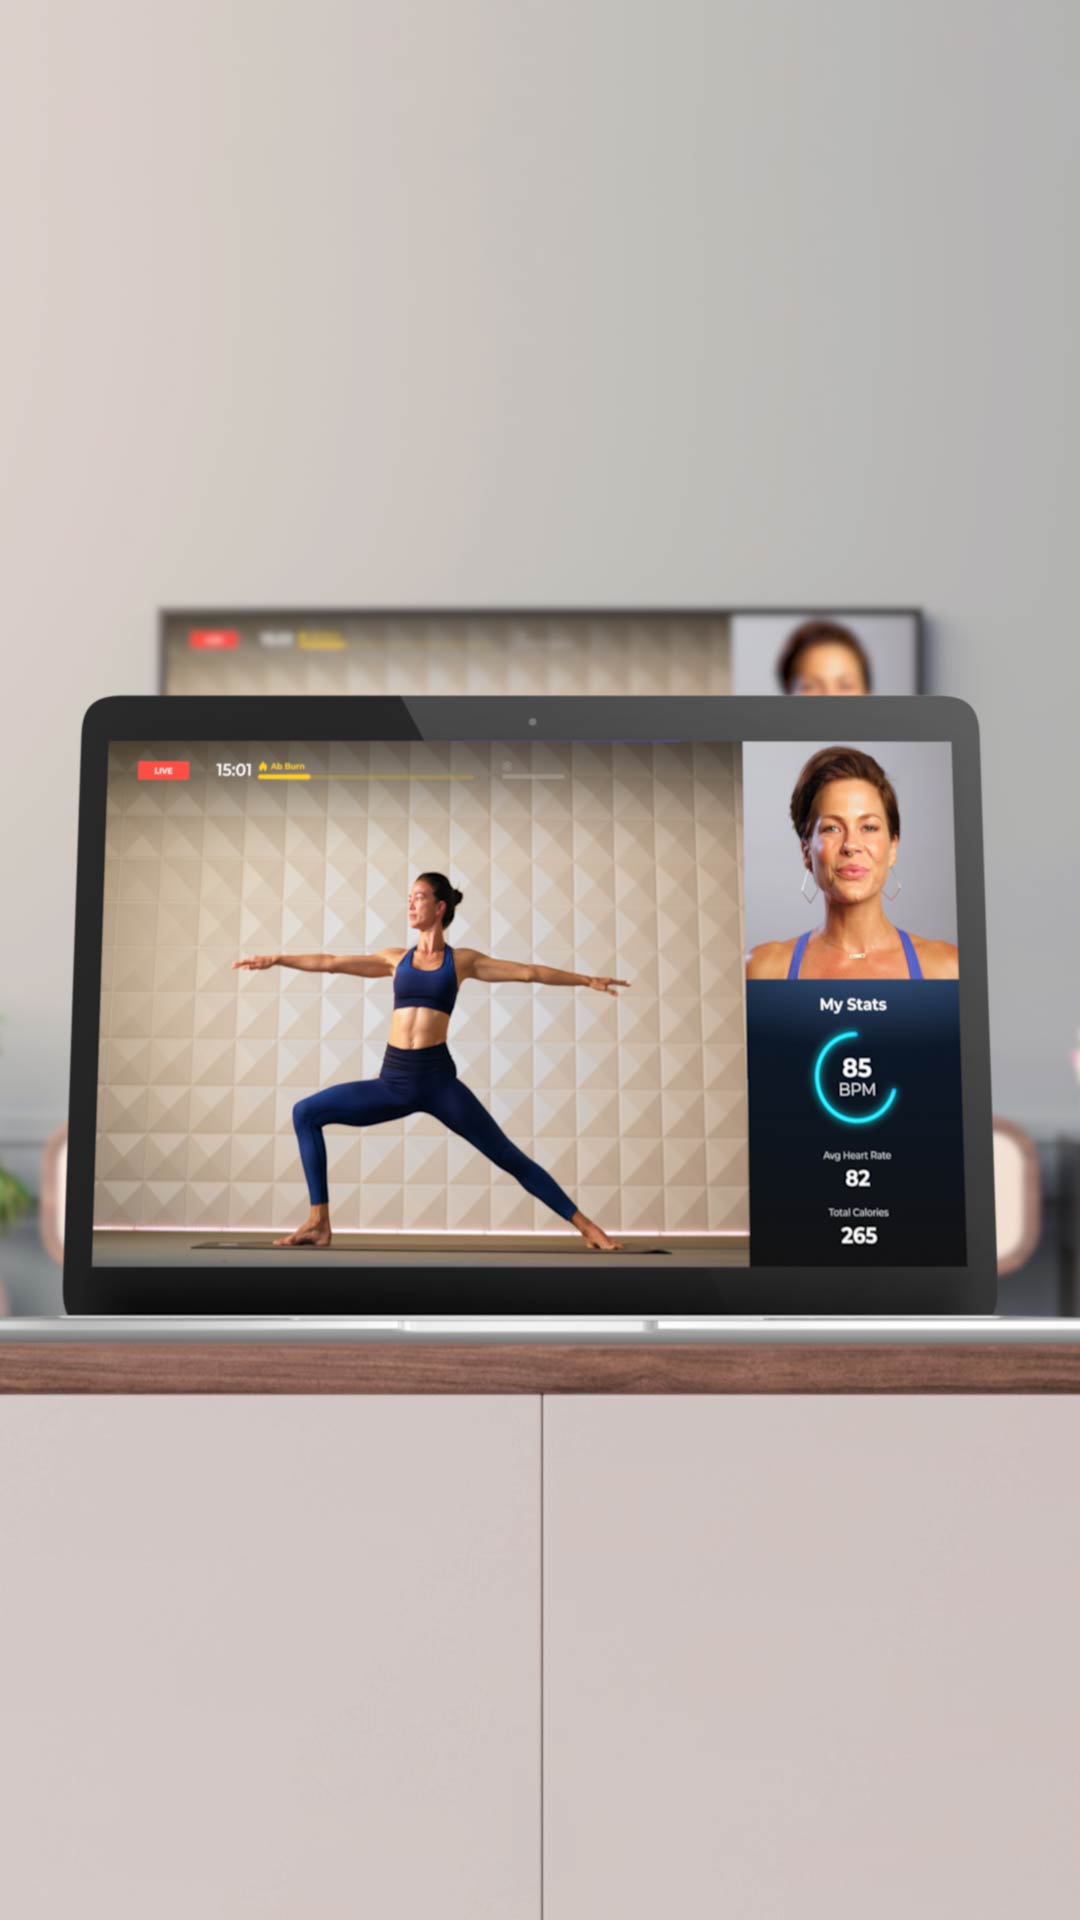 LIVE
15:01 Ab Burn
My Stats
85
BPM
Avg Heart Rate
82
Total Calories
265